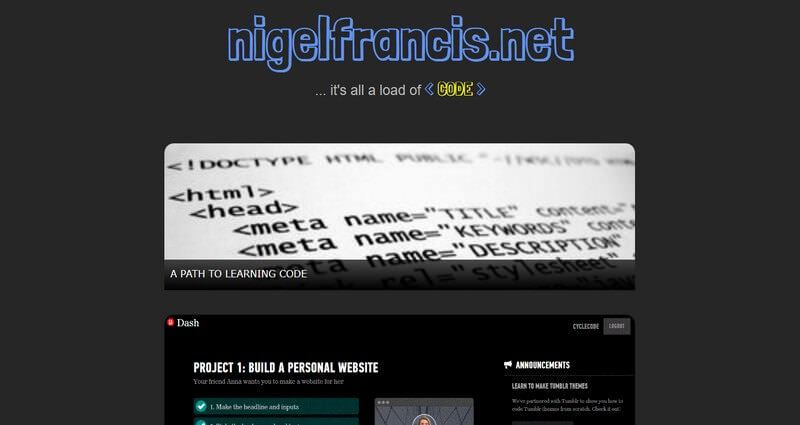 nigelfrancis.net
... it's all a load of < CODE >
<!DOCTYPE HTML PUBLIC "-//W3C//DTD HTML
<html>
<head>
<meta name="TITLE" content="
<meta name="KEYWORDS" conte
<meta name="DESCRIPTION"
rel="stylesheet"
A PATH TO LEARNING CODE
Dash
CYCLECODE LOGOUT
PROJECT 1: BUILD A PERSONAL WEBSITE
Your friend Anna wants you to make a website for her
1. Make the headline and inputs
ANNOUNCEMENTS
LEARN TO MAKE TUMBLR THEMES
We've partnered with Tumblr to show you how to
code Tumblr themes from scratch. Check it out!